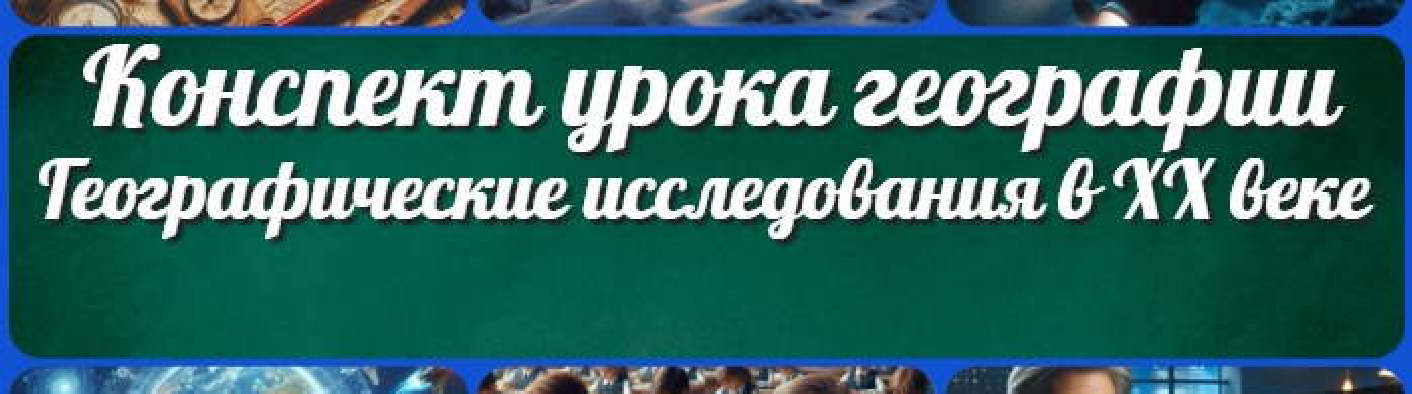 Конспект урока географии
Географические исследования в XX веке